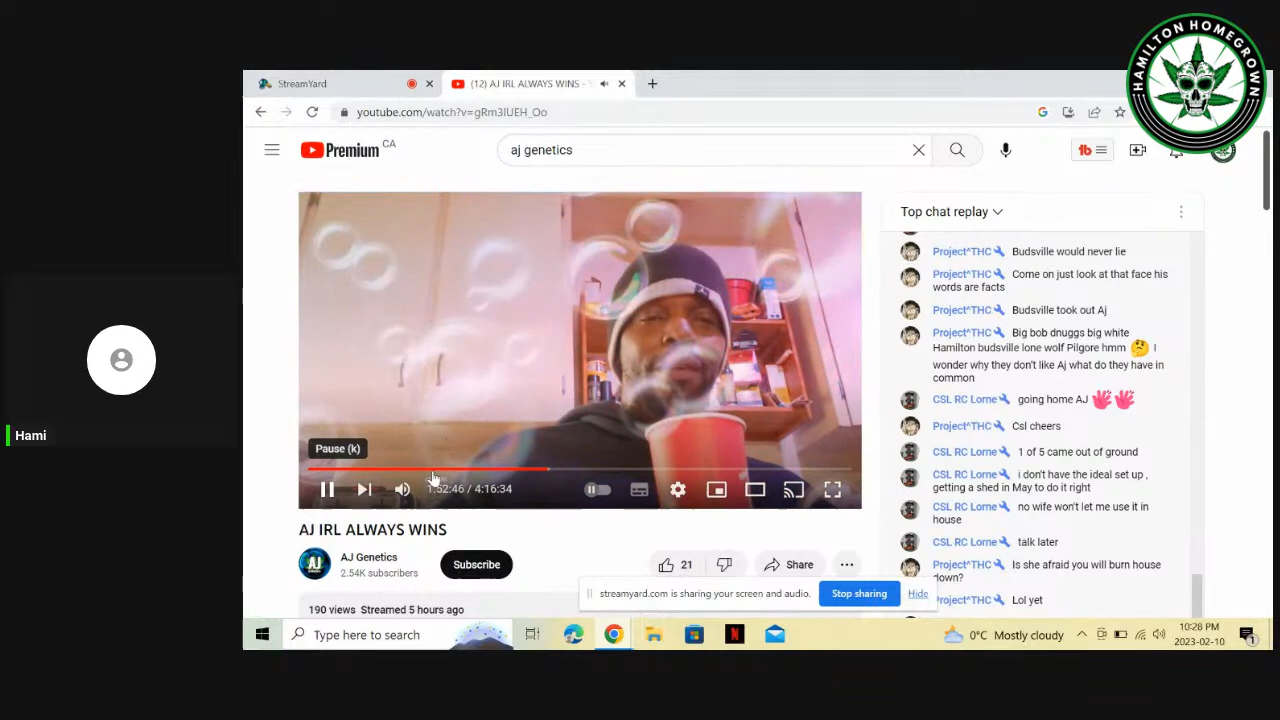 HAMILTON HOMEGROWN
StreamYard
(12) AJ IRL ALWAYS WINS -
youtube.com/watch?v=gRm3lUEH_Oo
Premium CA
aj genetics
Top chat replay
Project^THC Budsville would never lie
Project^THC Come on just look at that face his
words are facts
Project^THC Budsville took out Aj
Project^THC Big bob dnuggs big white
Hamilton budsville lone wolf Pilgore hmm 🤔 I
wonder why they don't like Aj what do they have in
common
CSL RC Lorne going home AJ
Project^THC Csl cheers
CSL RC Lorne 1 of 5 came out of ground
CSL RC Lorne i don't have the ideal set up ,
getting a shed in May to do it right
CSL RC Lorne no wife won't let me use it in
house
CSL RC Lorne talk later
Project^THC Is she afraid you will burn house
down?
Project^THC Lol yet
Pause (k)
1:52:46 / 4:16:34
AJ IRL ALWAYS WINS
AJ Genetics
2.54K subscribers
Subscribe
21
Share
190 views Streamed 5 hours ago
streamyard.com is sharing your screen and audio.
Stop sharing
Hide
Type here to search
0°C Mostly cloudy
10:28 PM
2023-02-10
Hami